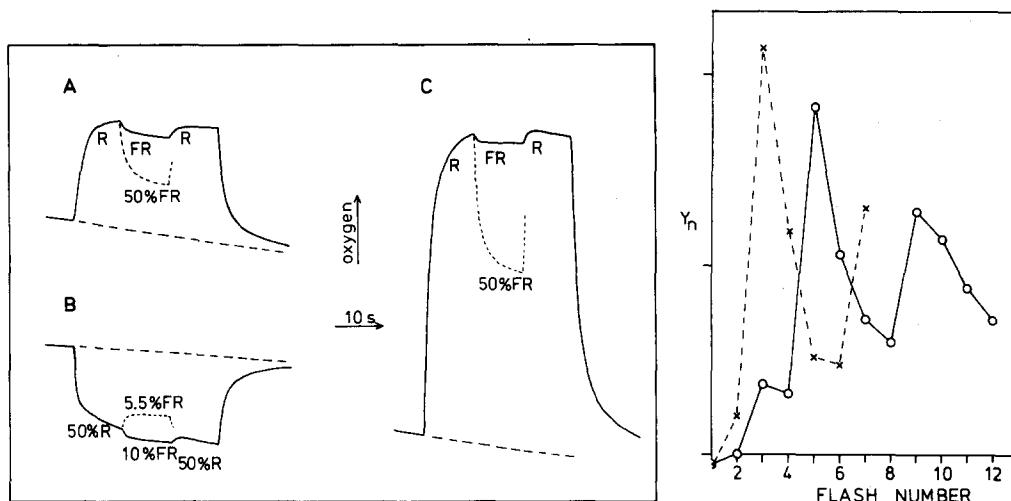 A
R
FR
R
50%FR
B
50%R
5.5%FR
10%FR
50%R
oxygen
10 s
C
R
FR
R
50%FR
Yn
2 4 6 8 10 12
FLASH NUMBER